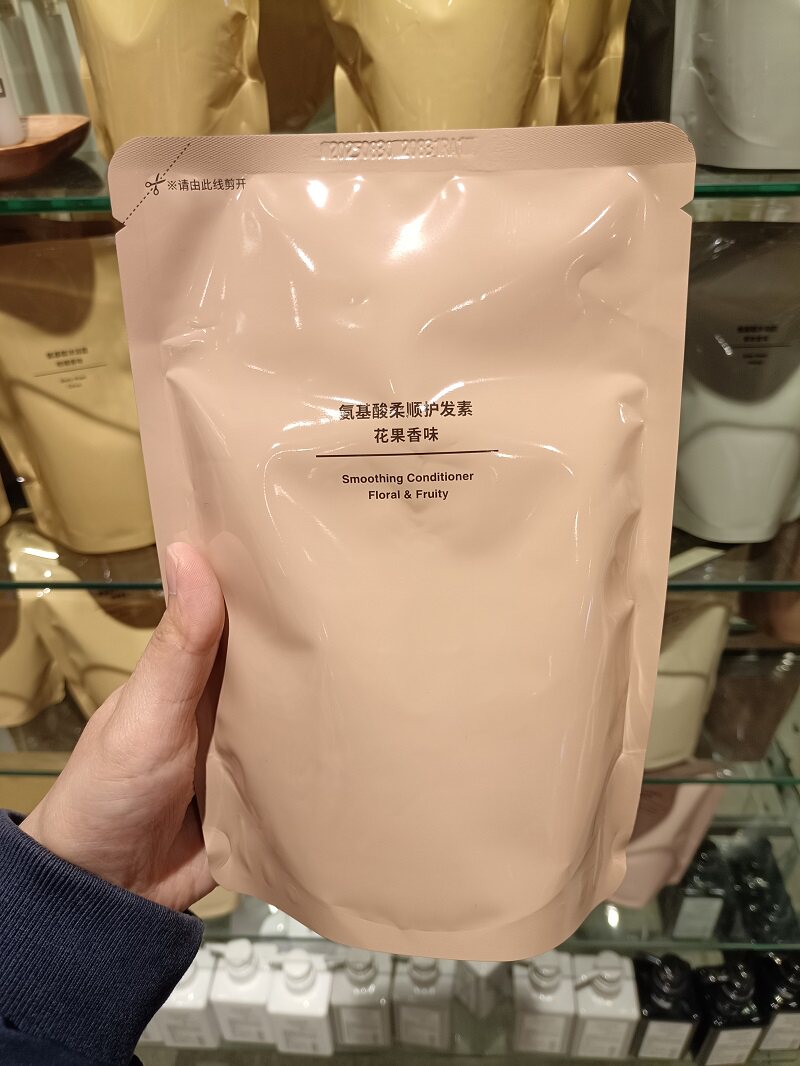 ※请由此线剪开
氨基酸柔顺护发素
花果香味
Smoothing Conditioner
Floral & Fruity